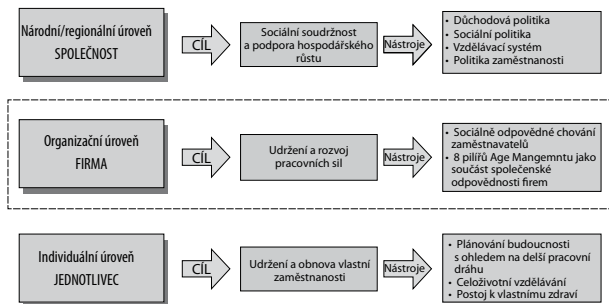 Národní/regionální úroveň
SPOLEČNOST
CÍL
Sociální soudržnost
a podpora hospodářského
růstu
Nástroje
• Důchodová politika
• Sociální politika
• Vzdělávací systém
• Politika zaměstnanosti
Organizační úroveň
FIRMA
CÍL
Udržení a rozvoj
pracovních sil
Nástroje
• Sociálně odpovědné chování
zaměstnavatelů
• 8 pilířů Age Mangemntu jako
součást společenské
odpovědnosti firem
Individuální úroveň
JEDNOTLIVEC
CÍL
Udržení a obnova vlastní
zaměstnanosti
Nástroje
• Plánování budoucnosti
s ohledem na delší pracovní
dráhu
• Celoživotní vzdělávání
• Postoj k vlastnímu zdraví